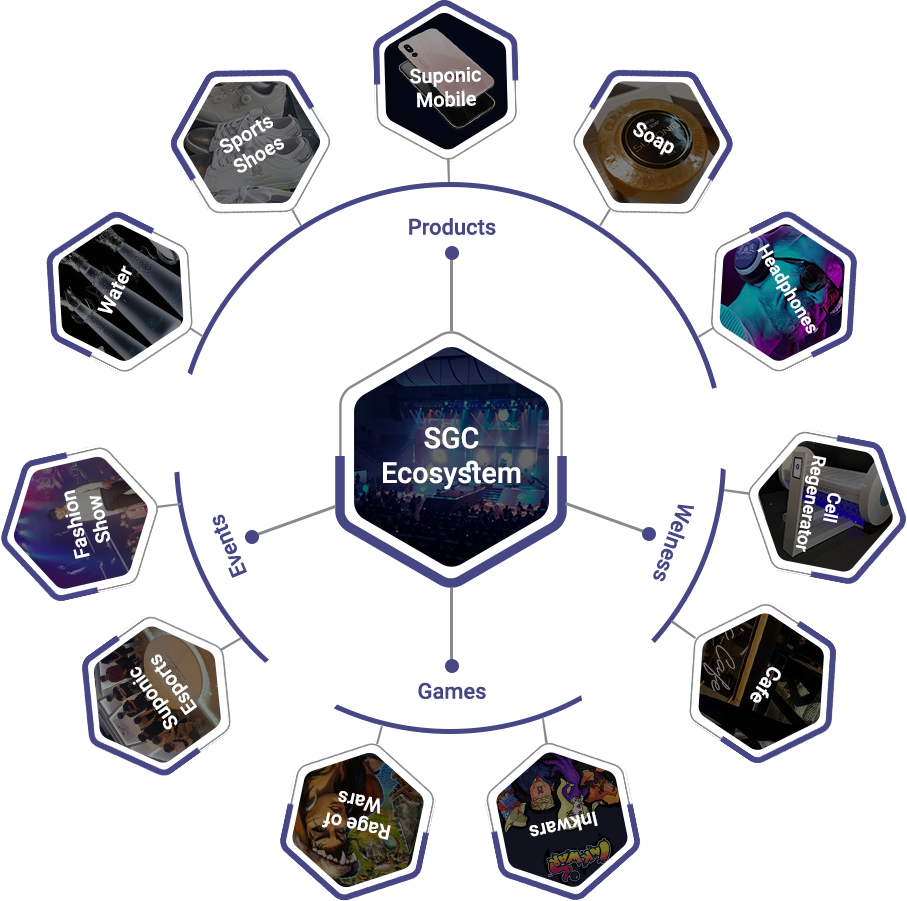 Suponic
Mobile
Sports
Shoes
Soap
Water
Headphones
Products
SGC
Ecosystem
Events
Welness
Fashion
Show
Cell
Regenerator
Suponic
Esports
Cafe
Cafe
Games
Rage of
Wars
Inkwars